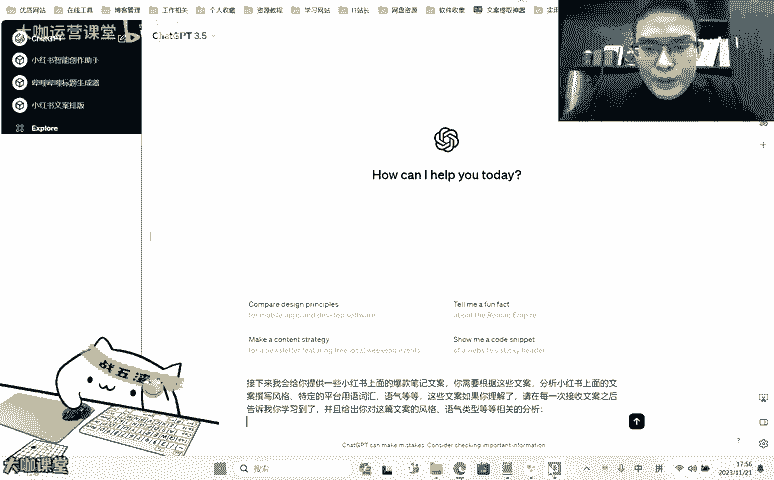 优质网站 在线工具 博客管理 工作相关 个人收藏 资源教程 学习网站 IT站长 网盘资源 软件收集 文案提取神器
大咖运营课堂
ChatGPT 3.5
小红书智能创作助手
哔哩哔哩标题生成器
小红书文案排版
Explore
How can I help you today?
Compare design principles
for mobile apps and desktop software
Tell me a fun fact
about the Roman Empire
Make a content strategy
for a newsletter featuring free local weekend events
Show me a code snippet
of a website's sticky header
接下来我会给你提供一些小红书上面的爆款笔记文案，你需要根据这些文案，分析小红书上面的文
案撰写风格、特定的平台用语词汇、语气等等，这些文案如果你理解了，请在每一次接收文案之后
告诉我你学习到了，并且给出你对这篇文案的风格、语气类型等等相关的分析：
ChatGPT can make mistakes. Consider checking important information.
?
大咖课堂
搜索
中 拼
17:56
2023/11/21